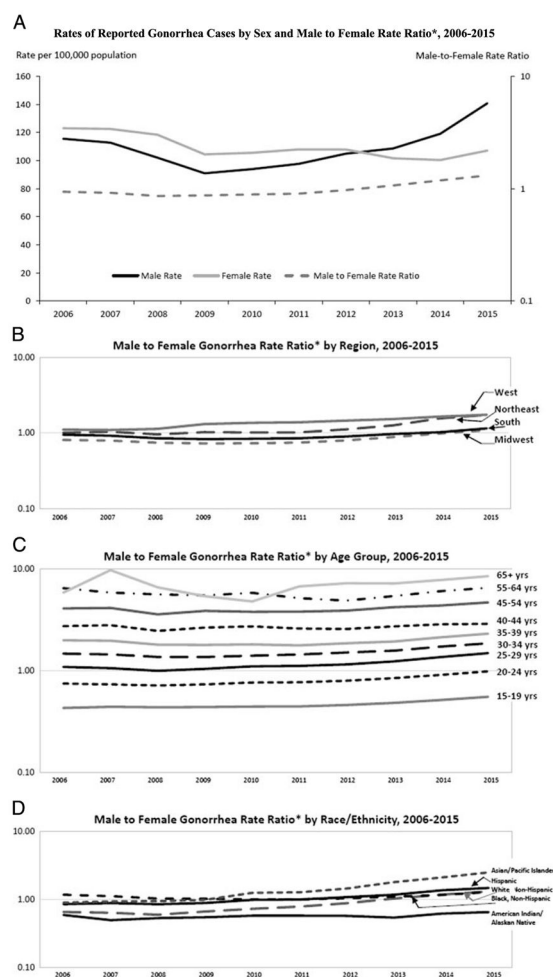 A
Rates of Reported Gonorrhea Cases by Sex and Male to Female Rate Ratio*, 2006-2015
Rate per 100,000 population
Male-to-Female Rate Ratio
160
140
120
100
80
60
40
20
0
10
1
0.1
Male Rate
Female Rate
Male to Female Rate Ratio
2006 2007 2008 2009 2010 2011 2012 2013 2014 2015
B
Male to Female Gonorrhea Rate Ratio* by Region, 2006-2015
10.00
1.00
0.10
West
Northeast
South
Midwest
2006 2007 2008 2009 2010 2011 2012 2013 2014 2015
C
Male to Female Gonorrhea Rate Ratio* by Age Group, 2006-2015
10.00
1.00
0.10
65+ yrs
55-64 yrs
45-54 yrs
40-44 yrs
35-39 yrs
30-34 yrs
25-29 yrs
20-24 yrs
15-19 yrs
2006 2007 2008 2009 2010 2011 2012 2013 2014 2015
D
Male to Female Gonorrhea Rate Ratio* by Race/Ethnicity, 2006-2015
10.00
1.00
0.10
Asian/Pacific Islander
Hispanic
White, Non-Hispanic
Black, Non-Hispanic
American Indian/
Alaskan Native
2006 2007 2008 2009 2010 2011 2012 2013 2014 2015